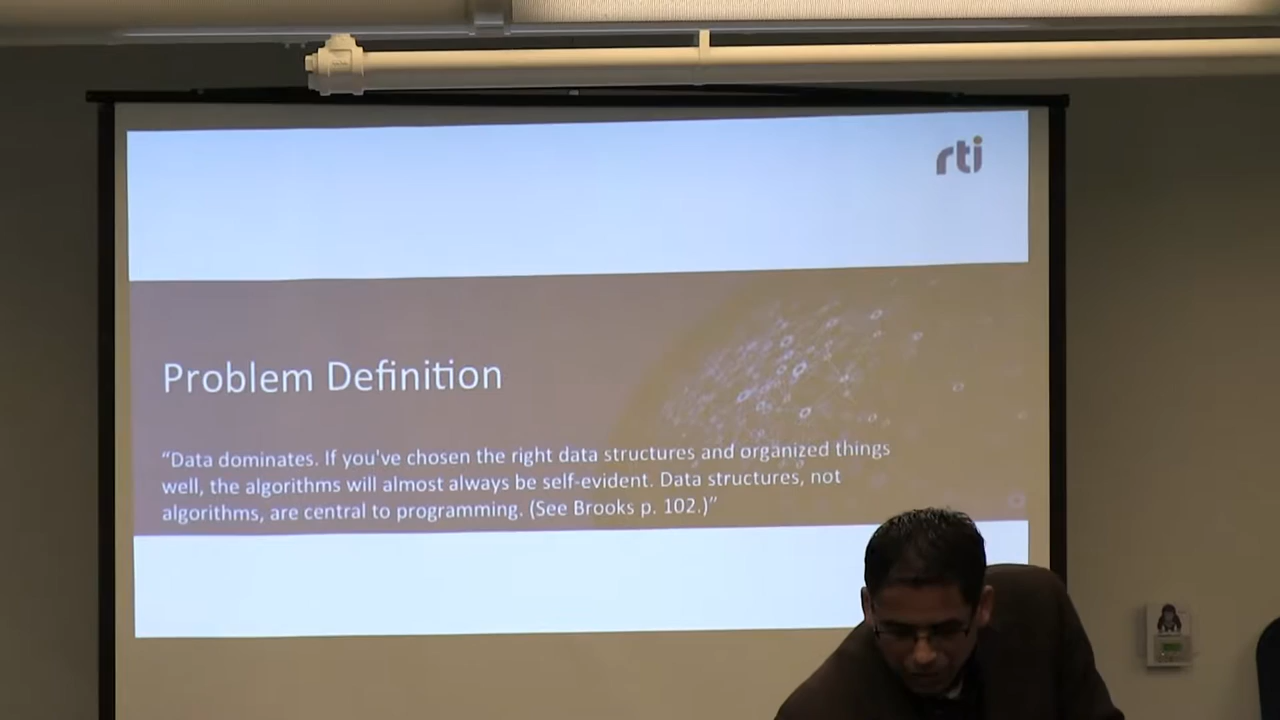 rti
Problem Definition
“Data dominates. If you've chosen the right data structures and organized things
well, the algorithms will almost always be self-evident. Data structures, not
algorithms, are central to programming. (See Brooks p. 102.)”